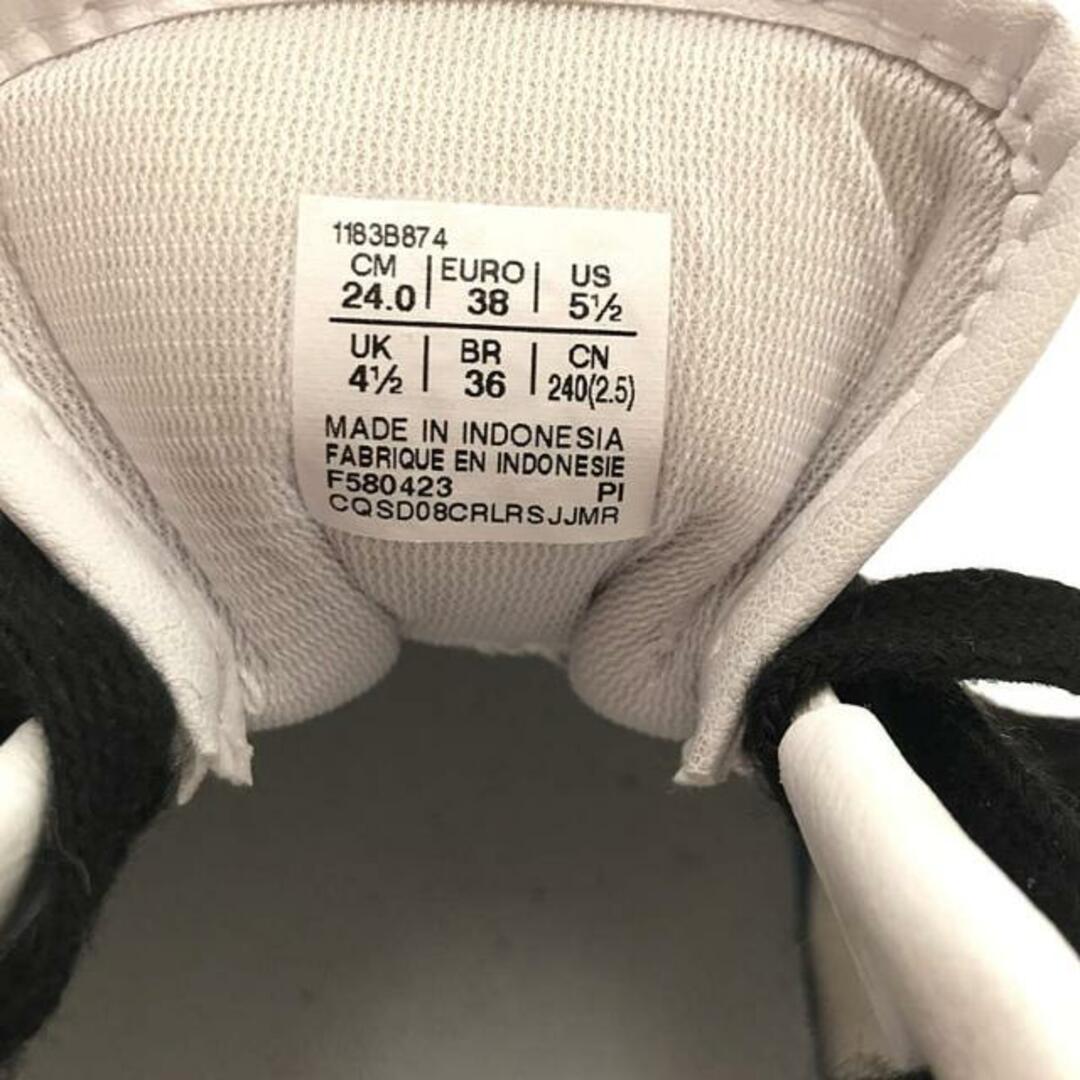 1183B874
CM | EURO | US
24.0 | 38 | 5½
UK | BR | CN
4½ | 36 | 240(2.5)
MADE IN INDONESIA
FABRIQUE EN INDONESIE
F580423 PI
CQSD08CRLRSJJMR